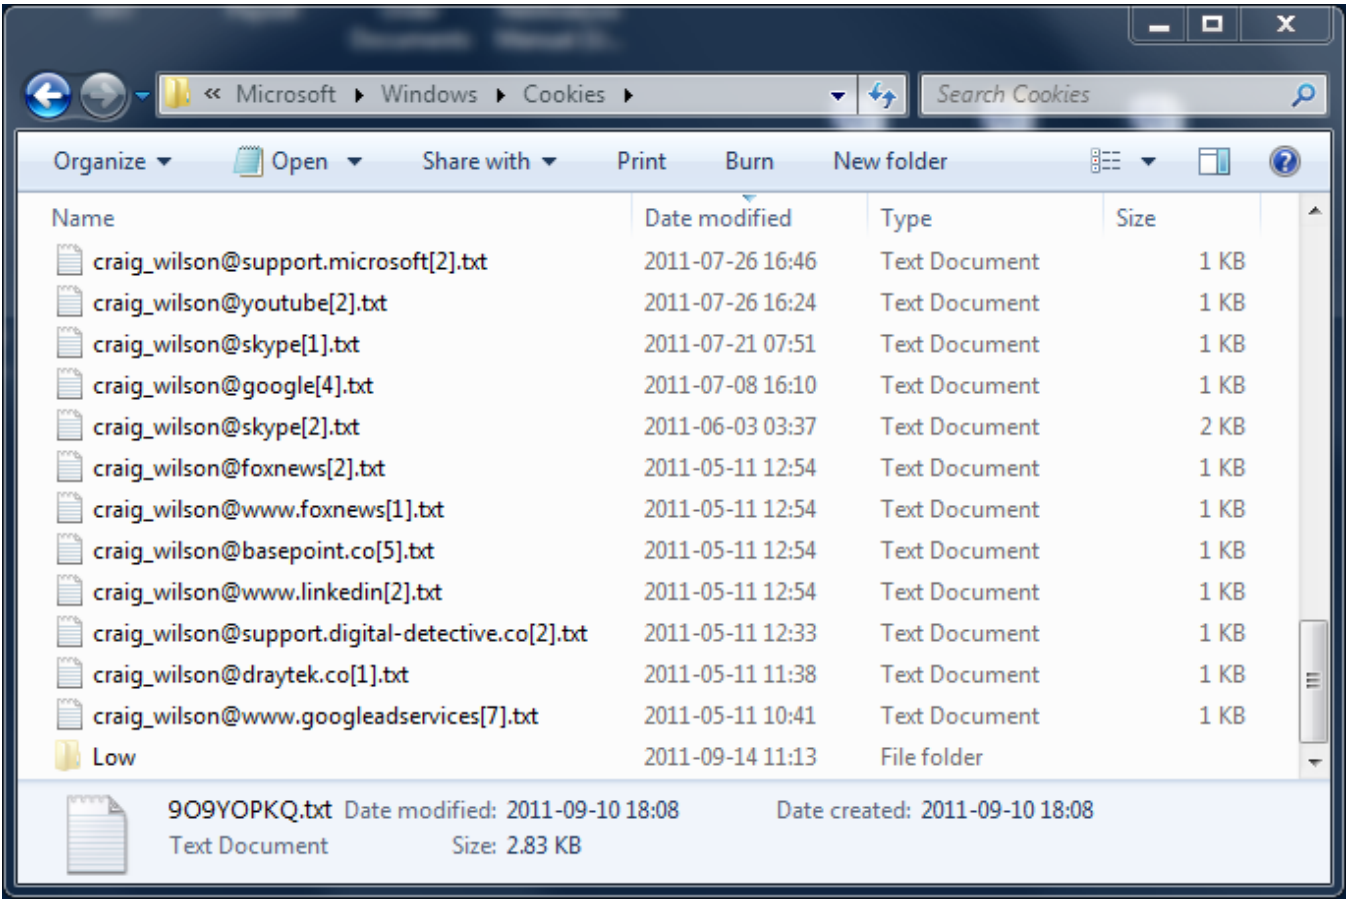 Documents
« Microsoft Windows Cookies Search Cookies
Organize Open Share with Print Burn New folder
Name Date modified Type Size
craig_wilson@support.microsoft[2].txt 2011-07-26 16:46 Text Document 1 KB
craig_wilson@youtube[2].txt 2011-07-26 16:24 Text Document 1 KB
craig_wilson@skype[1].txt 2011-07-21 07:51 Text Document 1 KB
craig_wilson@google[4].txt 2011-07-08 16:10 Text Document 1 KB
craig_wilson@skype[2].txt 2011-06-03 03:37 Text Document 2 KB
craig_wilson@foxnews[2].txt 2011-05-11 12:54 Text Document 1 KB
craig_wilson@www.foxnews[1].txt 2011-05-11 12:54 Text Document 1 KB
craig_wilson@basepoint.co[5].txt 2011-05-11 12:54 Text Document 1 KB
craig_wilson@www.linkedin[2].txt 2011-05-11 12:54 Text Document 1 KB
craig_wilson@support.digital-detective.co[2].txt 2011-05-11 12:33 Text Document 1 KB
craig_wilson@draytek.co[1].txt 2011-05-11 11:38 Text Document 1 KB
craig_wilson@www.googleadservices[7].txt 2011-05-11 10:41 Text Document 1 KB
Low 2011-09-14 11:13 File folder
9O9YOPKQ.txt Date modified: 2011-09-10 18:08 Date created: 2011-09-10 18:08
Text Document Size: 2.83 KB